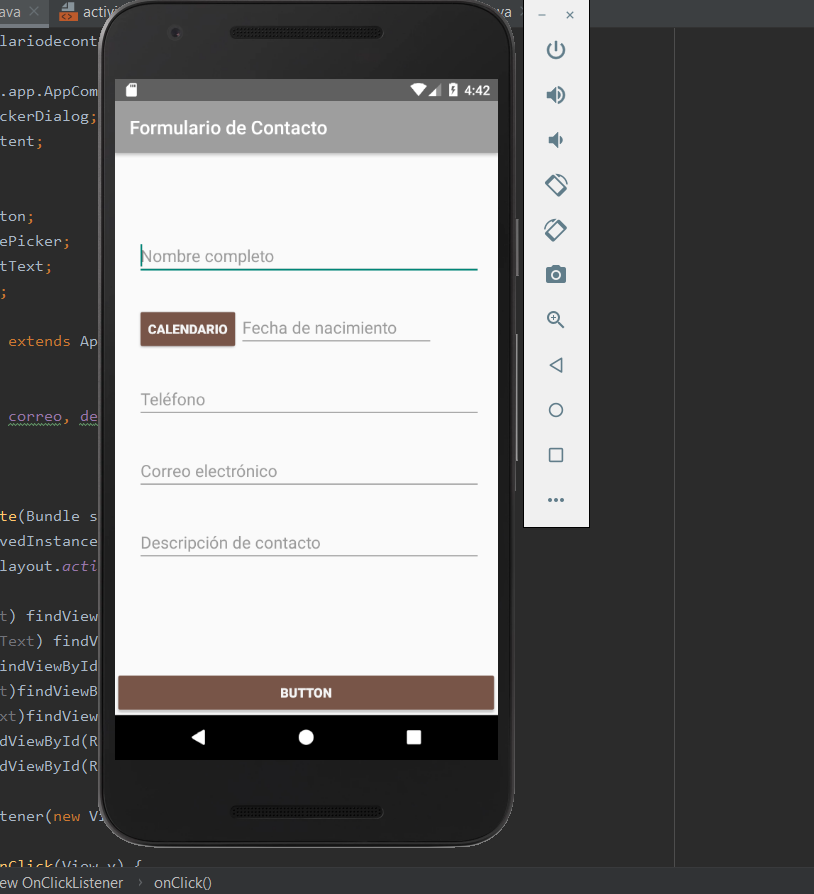 ava
activi
va
lariodecont
.app.AppCom
ckerDialog;
tent;
ton;
ePicker;
tText;
;
extends Ap
correo, de
te(Bundle s
vedInstance
layout.acti
t) findView
Text) findV
indViewById
t)findViewB
xt)findView
dViewById(R
dViewById(R
tener(new Vi
nClick(View v) {
ew OnClickListener › onClick()
4:42
Formulario de Contacto
Nombre completo
CALENDARIO Fecha de nacimiento
Teléfono
Correo electrónico
Descripción de contacto
BUTTON